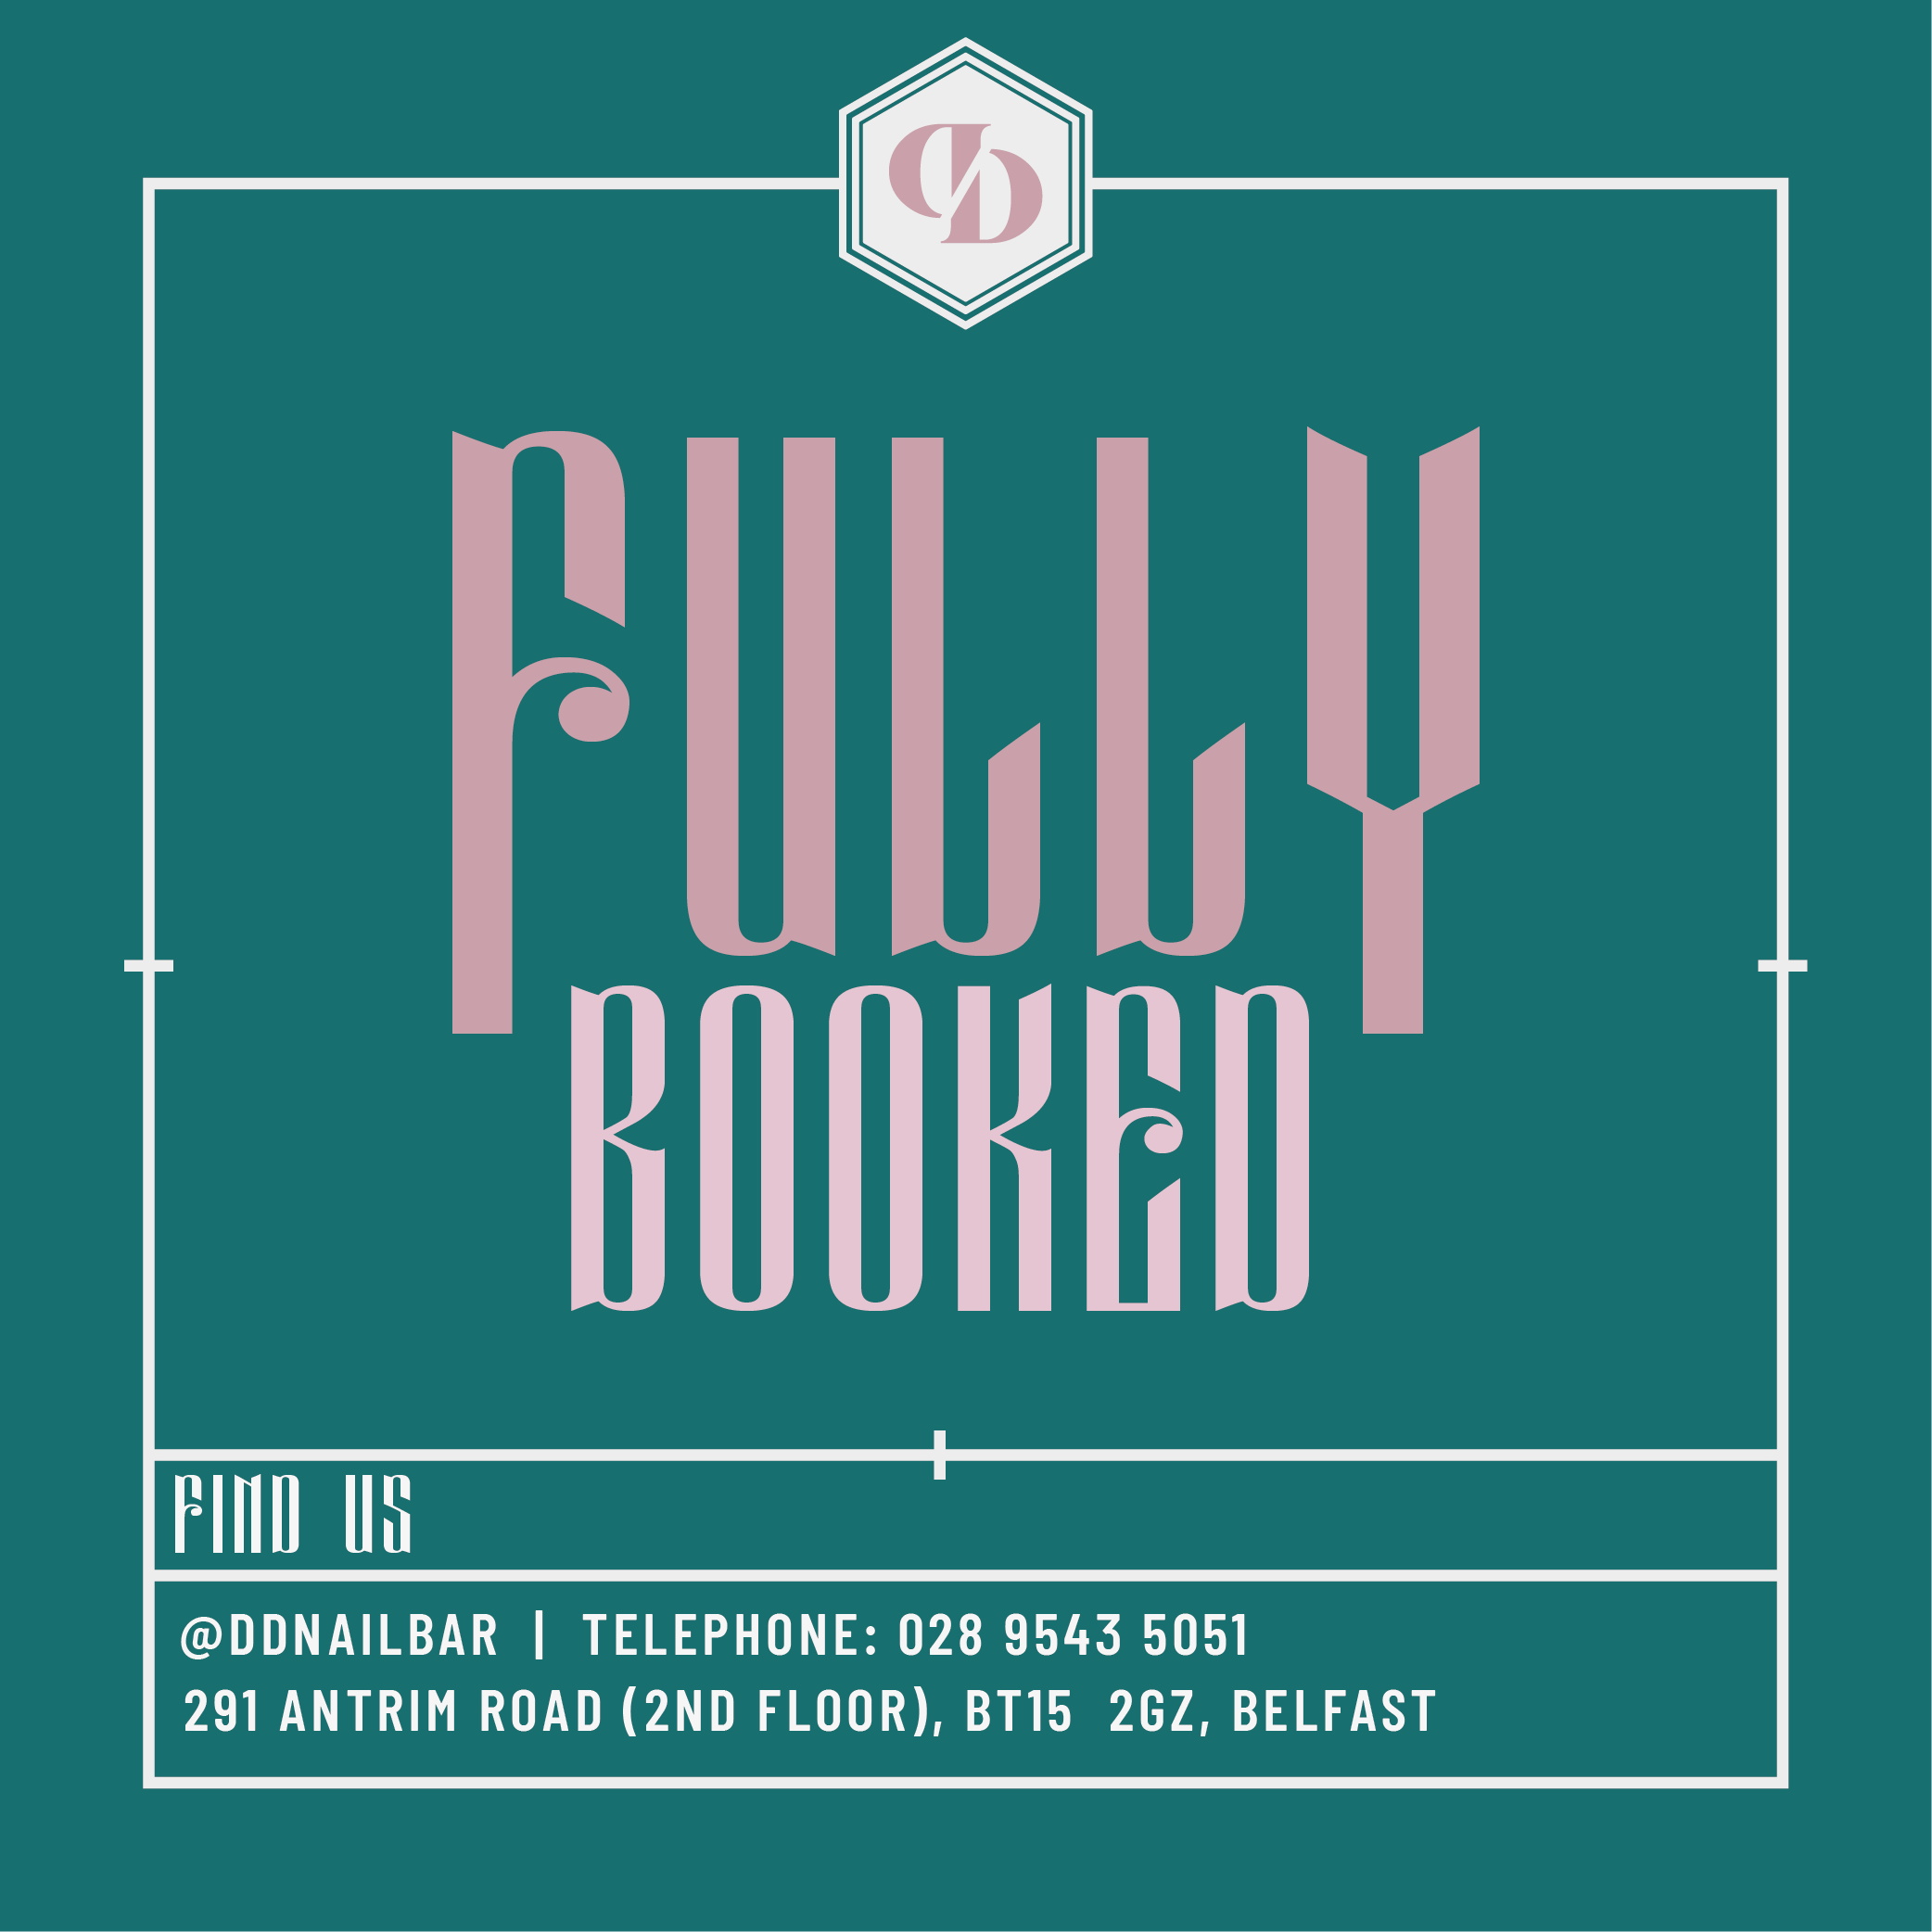 FULLY
BOOKED
FIND US
@DDNAILBAR | TELEPHONE: 028 9543 5051
291 ANTRIM ROAD (2ND FLOOR), BT15 2GZ, BELFAST